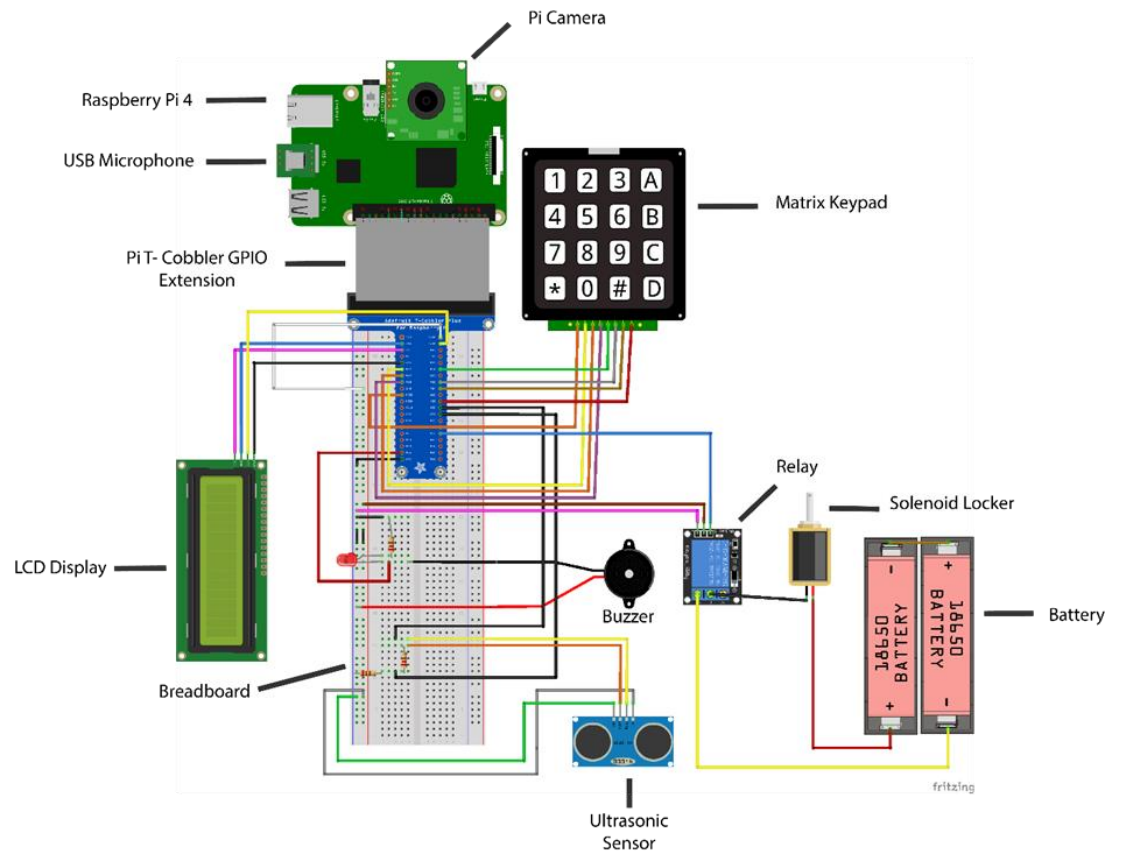 Pi Camera
Raspberry Pi 4
USB Microphone
Matrix Keypad
1 2 3 A
4 5 6 B
7 8 9 C
* 0 # D
Pi T- Cobbler GPIO
Extension
Relay
Solenoid Locker
LCD Display
Buzzer
18650
BATTERY
18650
BATTERY
Battery
Breadboard
Ultrasonic
Sensor
fritzing